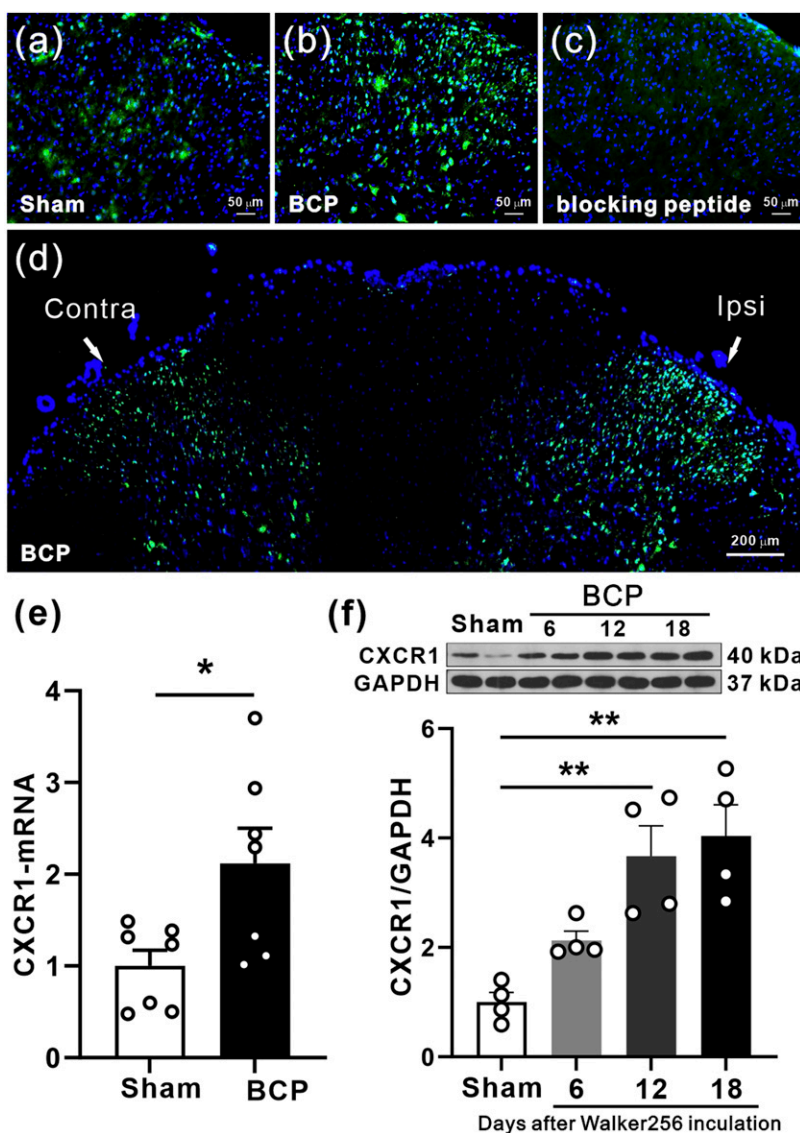 (a)
Sham
50 μm
(b)
BCP
50 μm
(c)
blocking peptide
50 μm
(d)
Contra
Ipsi
BCP
200 μm
(e)
*
CXCR1-mRNA
4
3
2
1
0
Sham
BCP
(f)
BCP
Sham 6 12 18
CXCR1 40 kDa
GAPDH 37 kDa
**
**
CXCR1/GAPDH
6
4
2
0
Sham 6 12 18
Days after Walker256 inculation